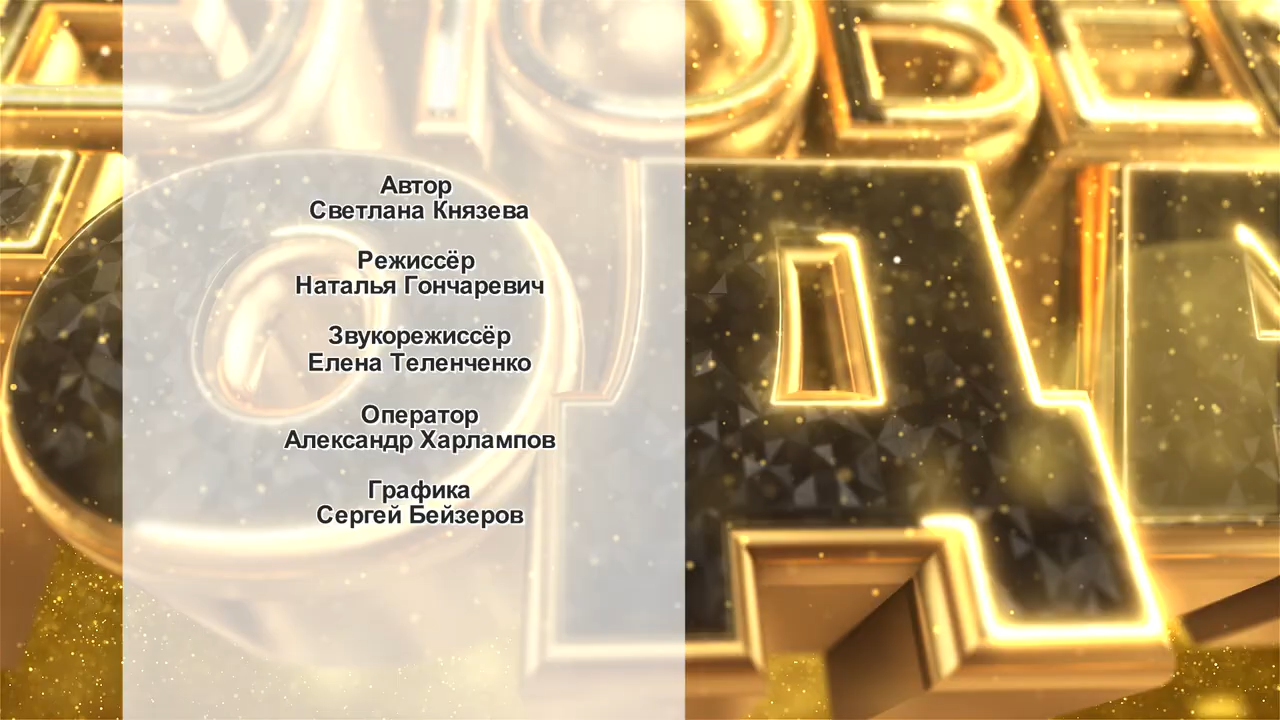 Автор
Светлана Князева
Режиссёр
Наталья Гончаревич
Звукорежиссёр
Елена Теленченко
Оператор
Александр Харлампов
Графика
Сергей Бейзеров